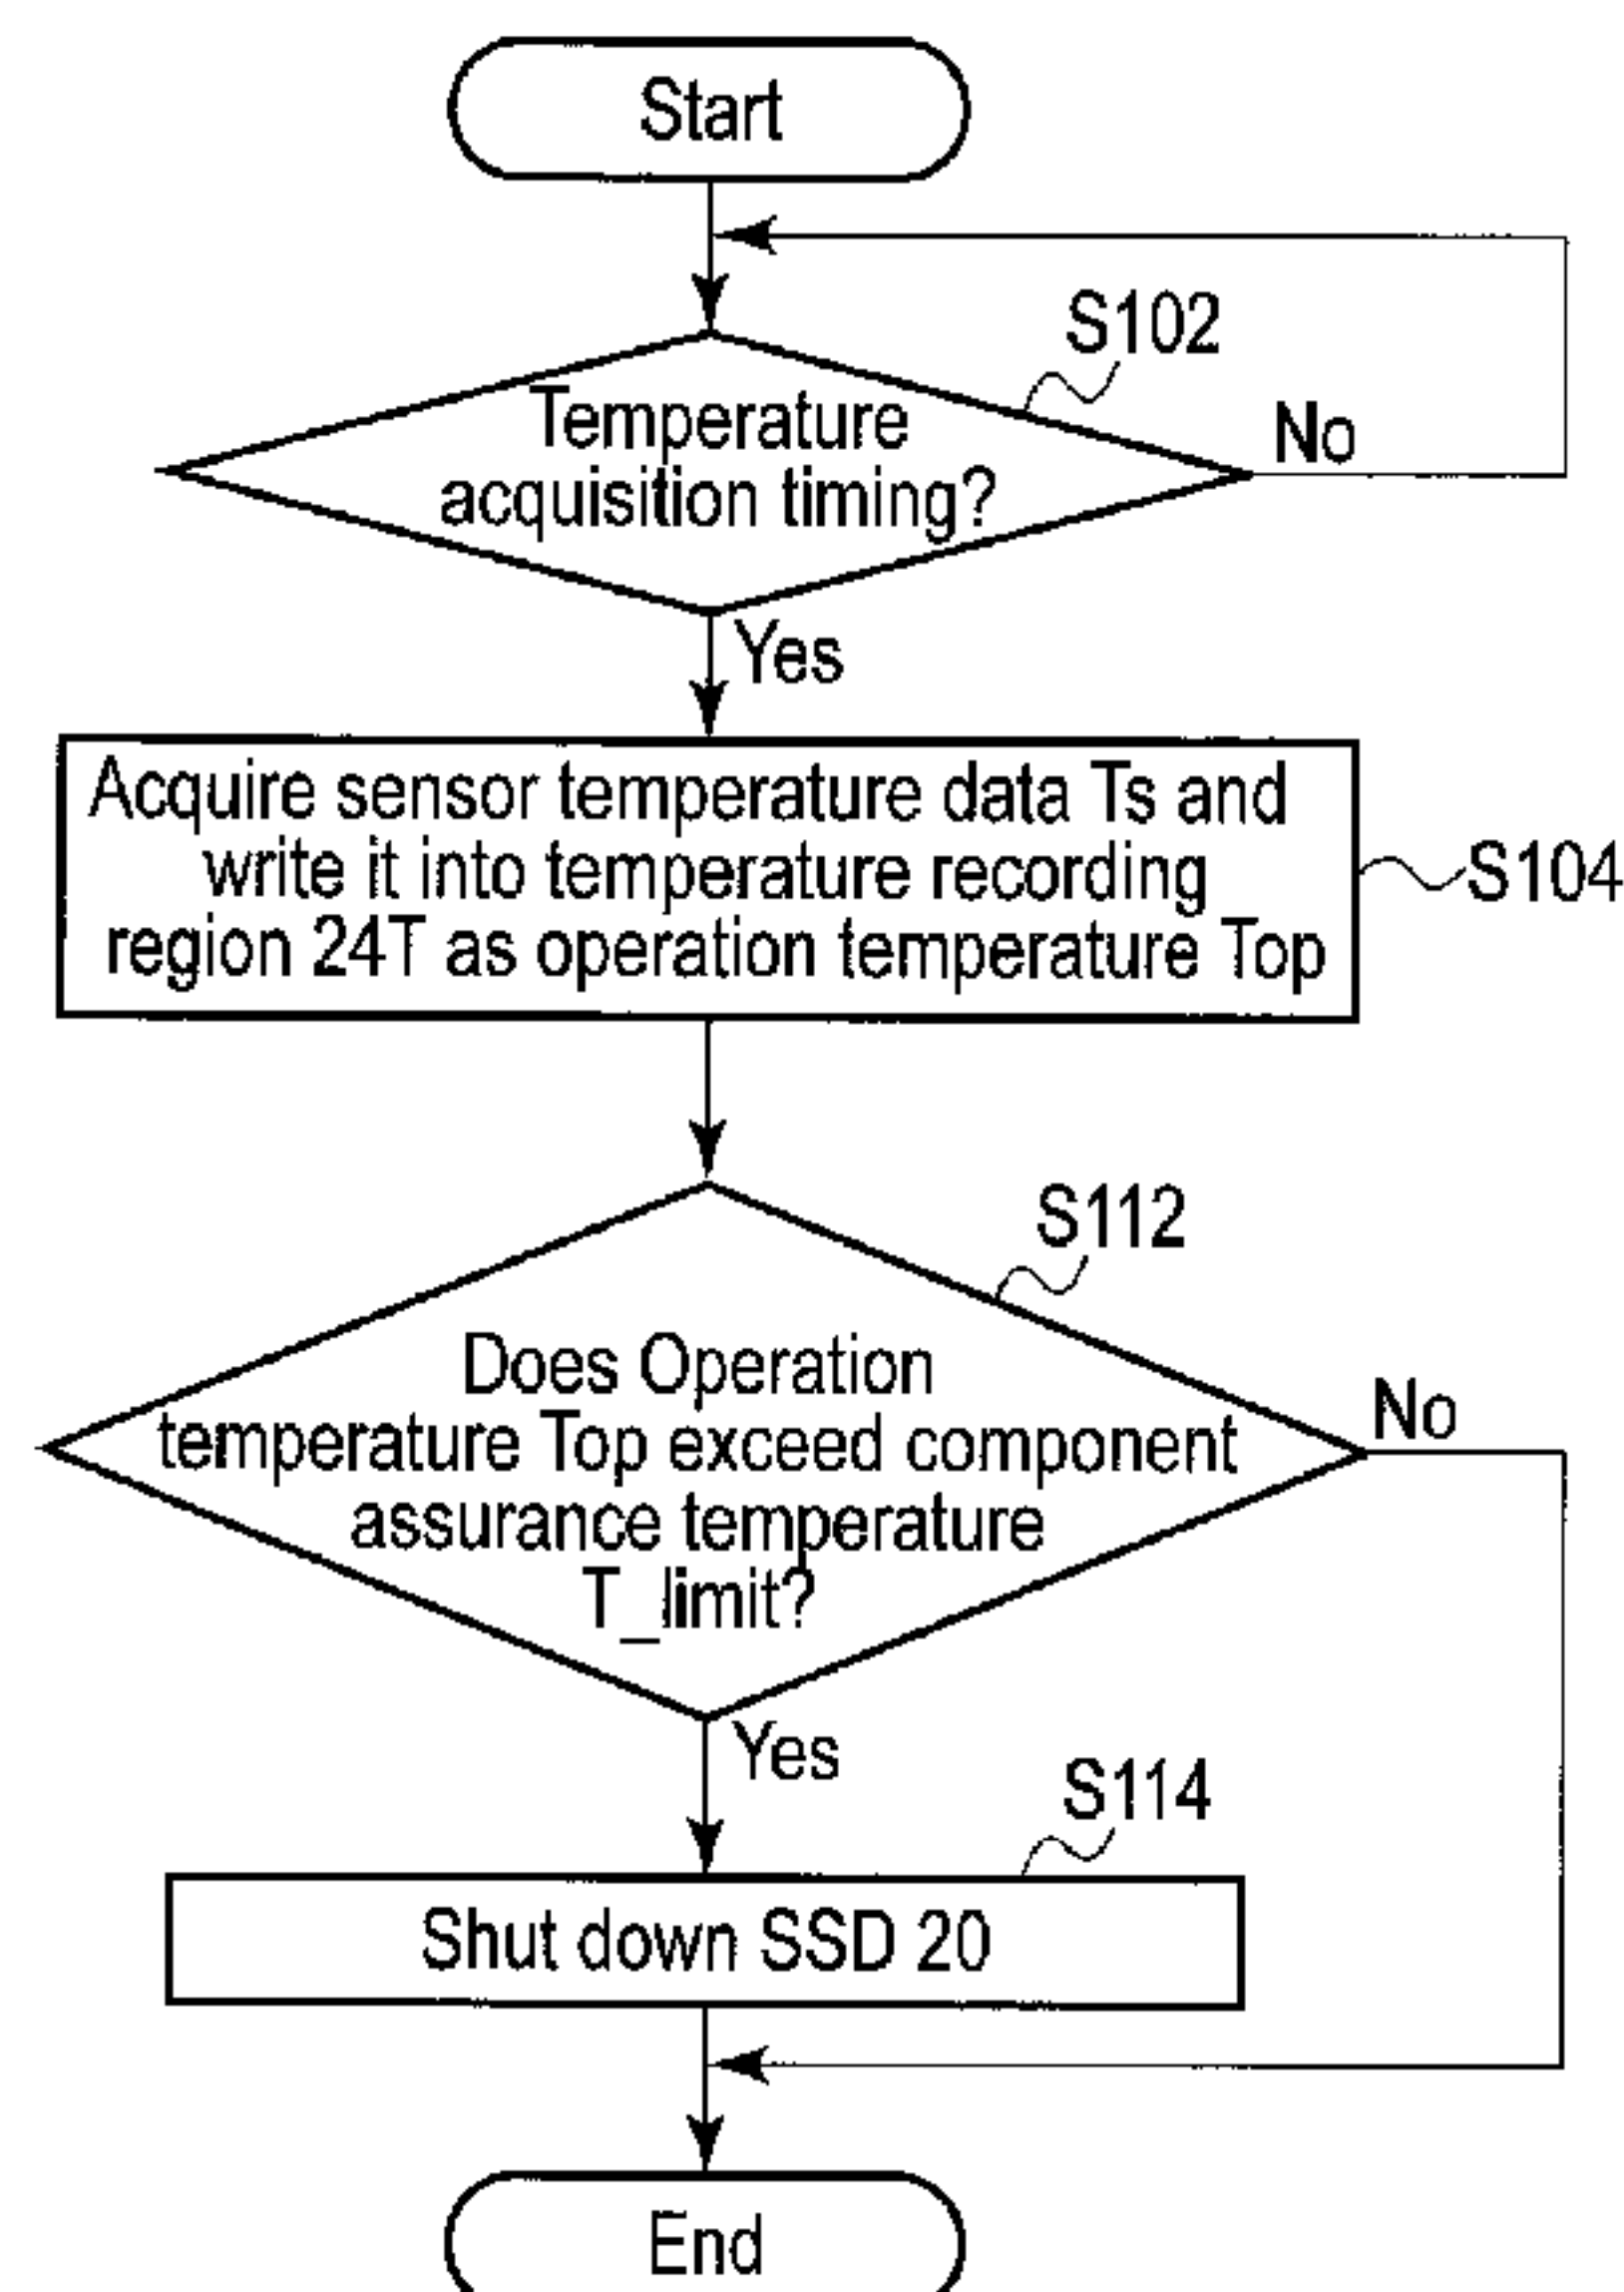 Start
S102
Temperature
acquisition timing?
No
Yes
Acquire sensor temperature data Ts and
write it into temperature recording
region 24T as operation temperature Top
S104
S112
Does Operation
temperature Top exceed component
assurance temperature
T_limit?
No
Yes
S114
Shut down SSD 20
End